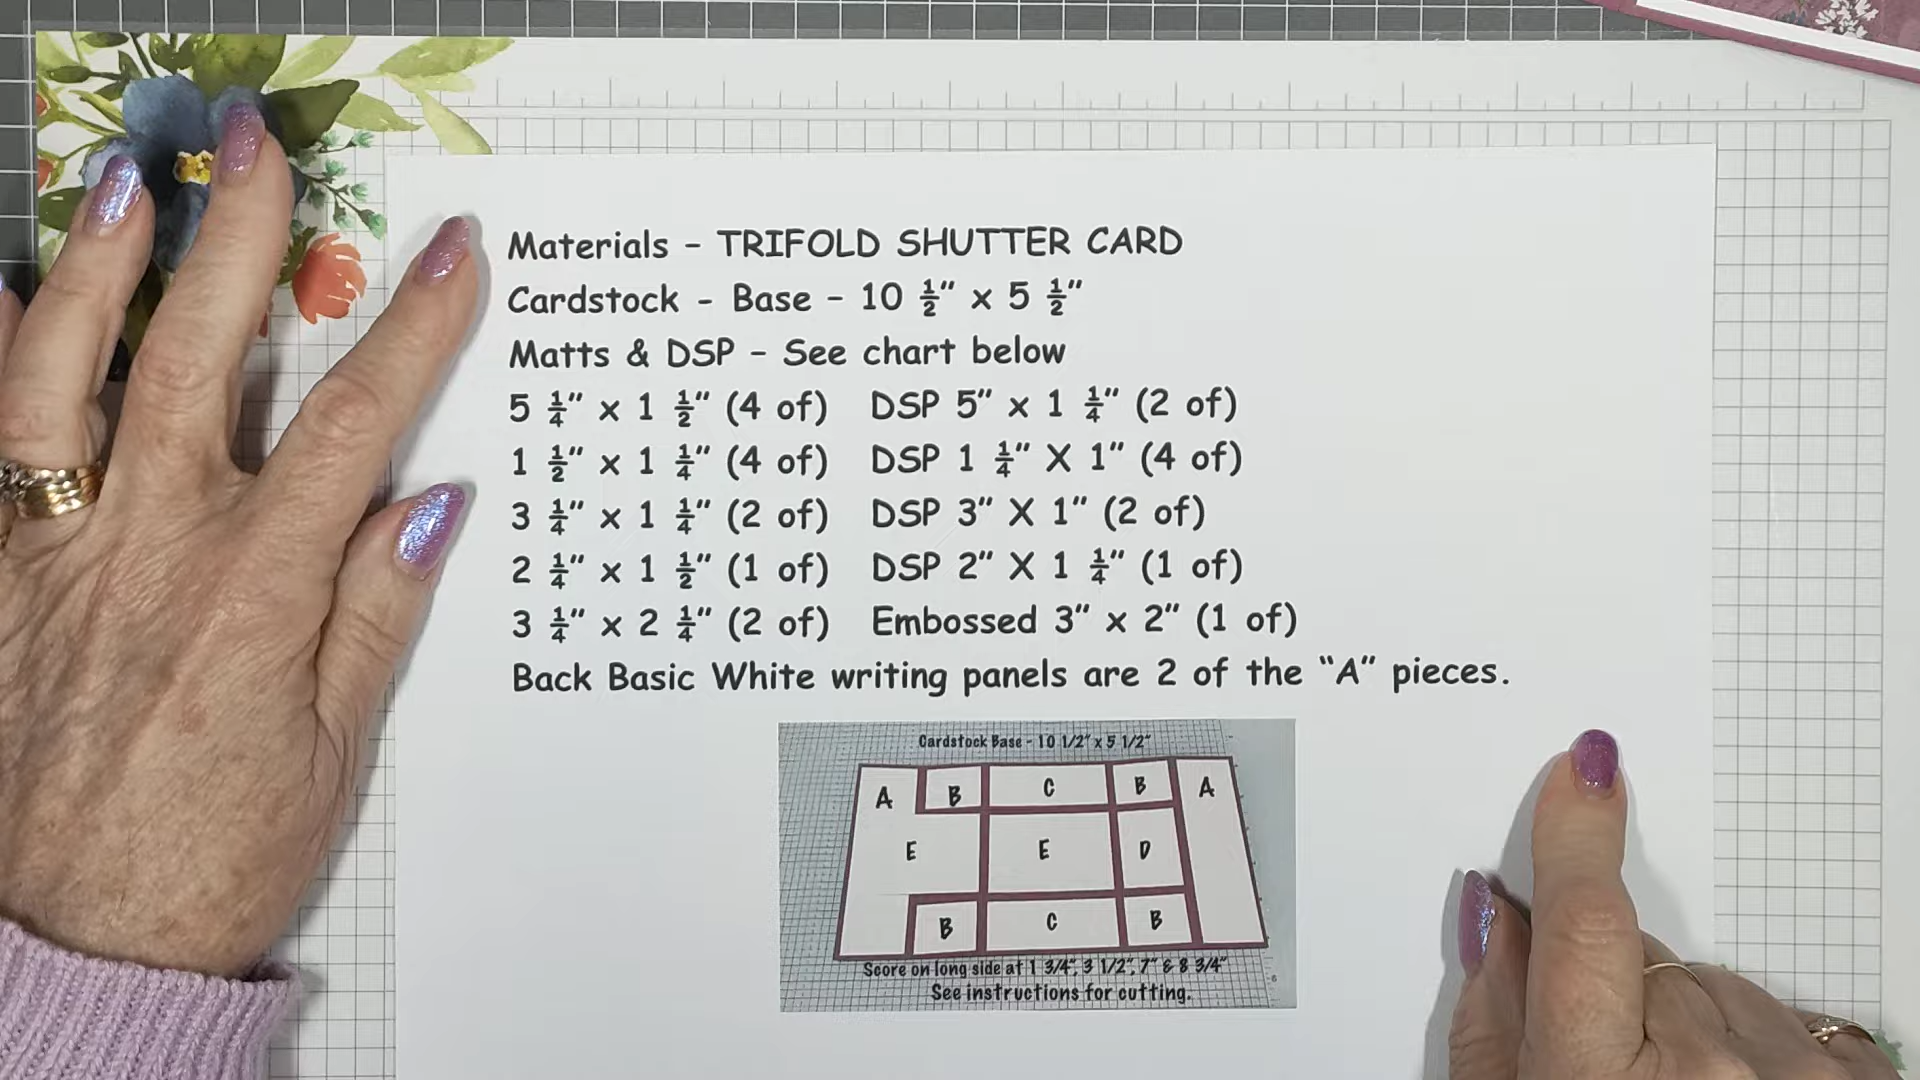 Materials - TRIFOLD SHUTTER CARD
Cardstock - Base - 10 ½" x 5 ½"
Matts & DSP - See chart below
5 ¼" x 1 ½" (4 of) DSP 5" x 1 ¼" (2 of)
1 ½" x 1 ¼" (4 of) DSP 1 ¼" X 1" (4 of)
3 ¼" x 1 ¼" (2 of) DSP 3" X 1" (2 of)
2 ¼" x 1 ½" (1 of) DSP 2" X 1 ¼" (1 of)
3 ¼" x 2 ¼" (2 of) Embossed 3" x 2" (1 of)
Back Basic White writing panels are 2 of the "A" pieces.
Cardstock Base - 10 1/2" x 5 1/2"
A B C B A
E E D
B C B
Score on long side at 1 3/4", 3 1/2", 7" & 8 3/4"
See instructions for cutting.